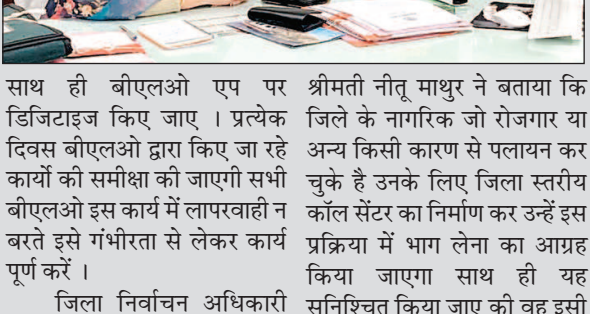 साथ ही बीएलओ एप पर
डिजिटाइज किए जाए । प्रत्येक
दिवस बीएलओ द्वारा किए जा रहे
कार्यो की समीक्षा की जाएगी सभी
बीएलओ इस कार्य में लापरवाही न
बरते इसे गंभीरता से लेकर कार्य
पूर्ण करें ।
जिला निर्वाचन अधिकारी
श्रीमती नीतू माथुर ने बताया कि
जिले के नागरिक जो रोजगार या
अन्य किसी कारण से पलायन कर
चुके है उनके लिए जिला स्तरीय
कॉल सेंटर का निर्माण कर उन्हें इस
प्रक्रिया में भाग लेना का आग्रह
किया जाएगा साथ ही यह
सुनिश्चित किया जाए की वह इसी